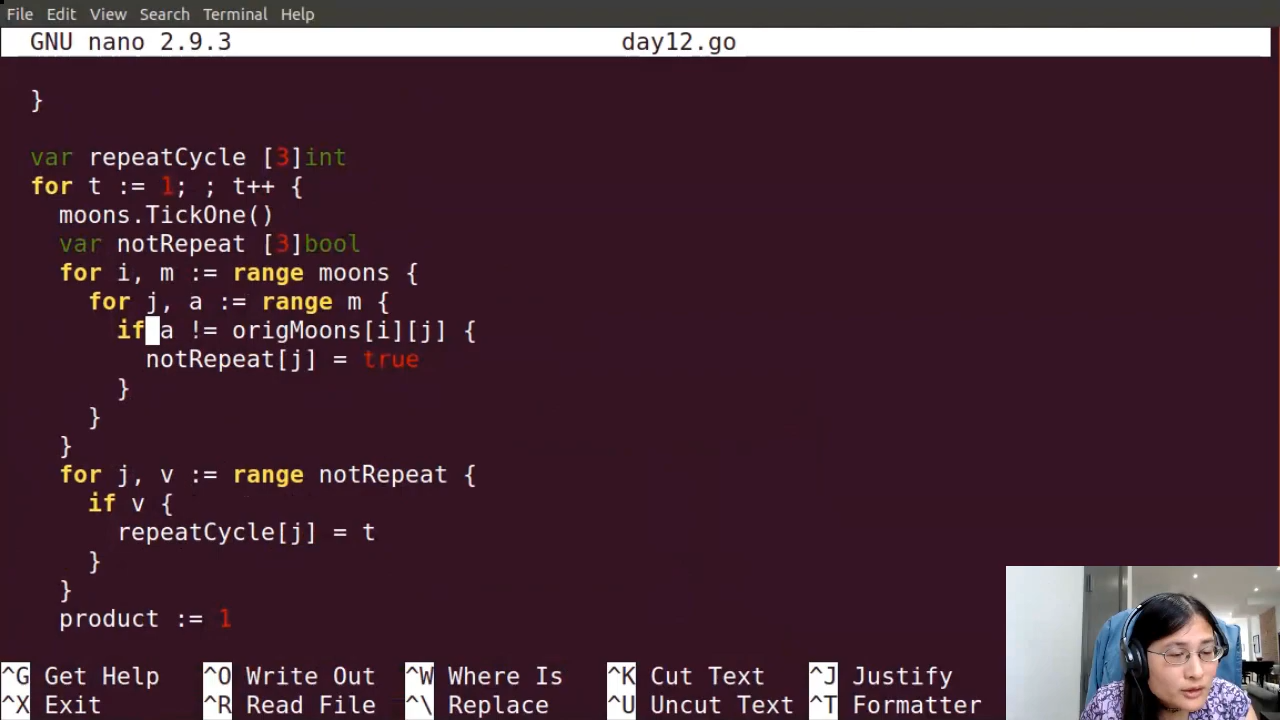 File Edit View Search Terminal Help
GNU nano 2.9.3 day12.go
}
var repeatCycle [3]int
for t := 1; ; t++ {
moons.TickOne()
var notRepeat [3]bool
for i, m := range moons {
for j, a := range m {
if a != origMoons[i][j] {
notRepeat[j] = true
}
}
}
for j, v := range notRepeat {
if v {
repeatCycle[j] = t
}
}
product := 1
^G Get Help ^O Write Out ^W Where Is ^K Cut Text ^J Justify
^X Exit ^R Read File ^\ Replace ^U Uncut Text ^T Formatter